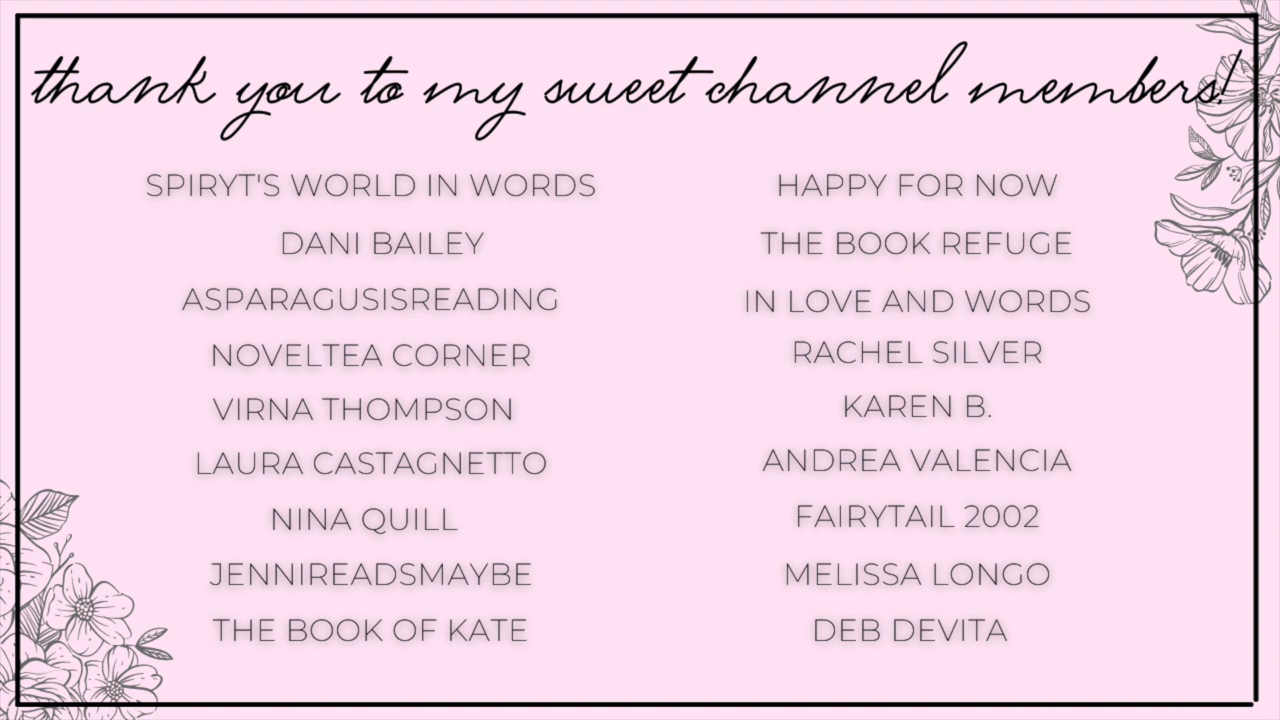 thank you to my sweet channel members!
SPIRYT'S WORLD IN WORDS
DANI BAILEY
ASPARAGUSISREADING
NOVELTEA CORNER
VIRNA THOMPSON
LAURA CASTAGNETTO
NINA QUILL
JENNIREADSMAYBE
THE BOOK OF KATE
HAPPY FOR NOW
THE BOOK REFUGE
IN LOVE AND WORDS
RACHEL SILVER
KAREN B.
ANDREA VALENCIA
FAIRYTAIL 2002
MELISSA LONGO
DEB DEVITA